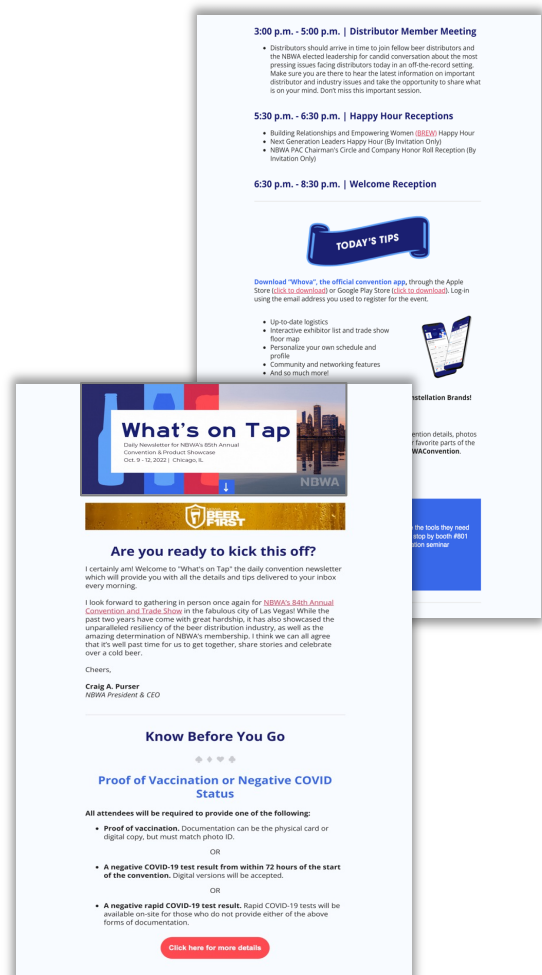 3:00 p.m. - 5:00 p.m. | Distributor Member Meeting
• Distributors should arrive in time to join fellow beer distributors and
the NBWA elected leadership for candid conversation about the most
pressing issues facing distributors today in an off-the-record setting.
Make sure you are there to hear the latest information on important
distributor and industry issues and take the opportunity to share what
is on your mind. Don't miss this important session.
5:30 p.m. - 6:30 p.m. | Happy Hour Receptions
• Building Relationships and Empowering Women (BREW) Happy Hour
• Next Generation Leaders Happy Hour (By Invitation Only)
• NBWA PAC Chairman's Circle and Company Honor Roll Reception (By
Invitation Only)
6:30 p.m. - 8:30 p.m. | Welcome Reception
TODAY'S TIPS
Download "Whova", the official convention app, through the Apple
Store (click to download) or Google Play Store (click to download). Log-in
using the email address you used to register for the event.
• Up-to-date logistics
• Interactive exhibitor list and trade show
floor map
• Personalize your own schedule and
profile
• Community and networking features
• And so much more!
nstellation Brands!
ention details, photos
r favorite parts of the
WAConvention.
the tools they need
stop by booth #801
tion seminar
What's on Tap
Daily Newsletter for NBWA's 85th Annual
Convention & Product Showcase
Oct. 9 - 12, 2022 | Chicago, IL
NBWA
BEER
FIRST
Are you ready to kick this off?
I certainly am! Welcome to "What's on Tap" the daily convention newsletter
which will provide you with all the details and tips delivered to your inbox
every morning.
I look forward to gathering in person once again for NBWA's 84th Annual
Convention and Trade Show in the fabulous city of Las Vegas! While the
past two years have come with great hardship, it has also showcased the
unparalleled resiliency of the beer distribution industry, as well as the
amazing determination of NBWA's membership. I think we can all agree
that it's well past time for us to get together, share stories and celebrate
over a cold beer.
Cheers,
Craig A. Purser
NBWA President & CEO
Know Before You Go
Proof of Vaccination or Negative COVID
Status
All attendees will be required to provide one of the following:
• Proof of vaccination. Documentation can be the physical card or
digital copy, but must match photo ID.
OR
• A negative COVID-19 test result from within 72 hours of the start
of the convention. Digital versions will be accepted.
OR
• A negative rapid COVID-19 test result. Rapid COVID-19 tests will be
available on-site for those who do not provide either of the above
forms of documentation.
Click here for more details